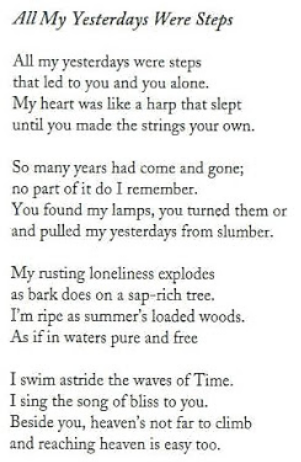 All My Yesterdays Were Steps
All my yesterdays were steps
that led to you and you alone.
My heart was like a harp that slept
until you made the strings your own.
So many years had come and gone;
no part of it do I remember.
You found my lamps, you turned them or
and pulled my yesterdays from slumber.
My rusting loneliness explodes
as bark does on a sap-rich tree.
I'm ripe as summer's loaded woods.
As if in waters pure and free
I swim astride the waves of Time.
I sing the song of bliss to you.
Beside you, heaven's not far to climb
and reaching heaven is easy too.